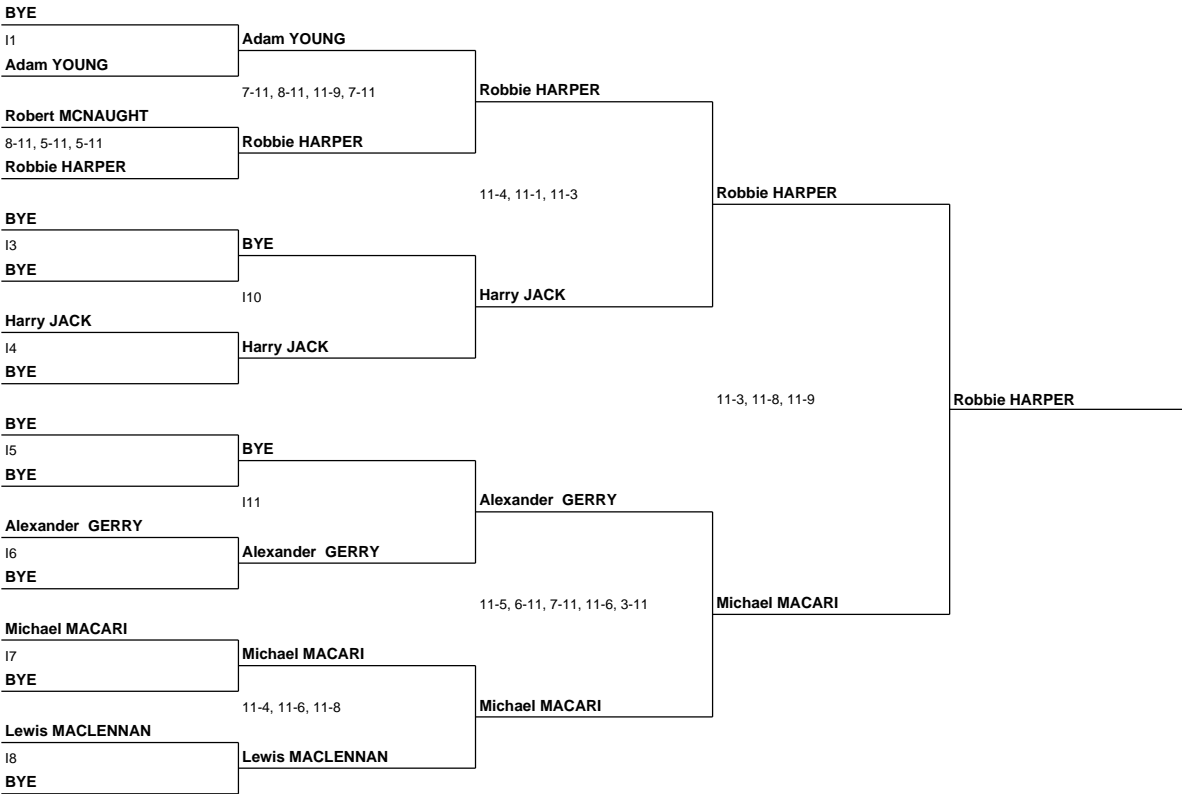 BYE
I1
Adam YOUNG
Adam YOUNG
7-11, 8-11, 11-9, 7-11
Robbie HARPER
Robert MCNAUGHT
8-11, 5-11, 5-11
Robbie HARPER
Robbie HARPER
11-4, 11-1, 11-3
Robbie HARPER
BYE
I3
BYE
BYE
I10
Harry JACK
Harry JACK
I4
Harry JACK
BYE
11-3, 11-8, 11-9
Robbie HARPER
BYE
I5
BYE
BYE
I11
Alexander  GERRY
Alexander  GERRY
I6
Alexander  GERRY
BYE
11-5, 6-11, 7-11, 11-6, 3-11
Michael MACARI
Michael MACARI
I7
Michael MACARI
BYE
11-4, 11-6, 11-8
Michael MACARI
Lewis MACLENNAN
I8
Lewis MACLENNAN
BYE